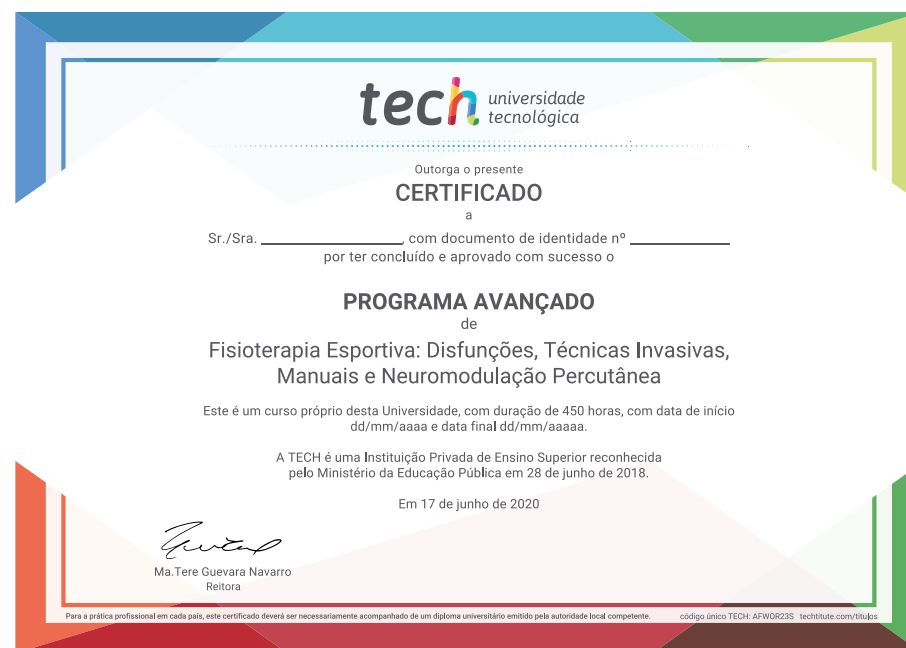 tech universidade
tecnológica
Outorga o presente
CERTIFICADO
a
Sr./Sra. ____________________, com documento de identidade nº ______________
por ter concluído e aprovado com sucesso o
PROGRAMA AVANÇADO
de
Fisioterapia Esportiva: Disfunções, Técnicas Invasivas,
Manuais e Neuromodulação Percutânea
Este é um curso próprio desta Universidade, com duração de 450 horas, com data de início
dd/mm/aaaa e data final dd/mm/aaaaa.
A TECH é uma Instituição Privada de Ensino Superior reconhecida
pelo Ministério da Educação Pública em 28 de junho de 2018.
Em 17 de junho de 2020
Ma.Tere Guevara Navarro
Reitora
Para a prática profissional em cada país, este certificado deverá ser necessariamente acompanhado de um diploma universitário emitido pela autoridade local competente.
código único TECH: AFWOR23S techtitute.com/titulos